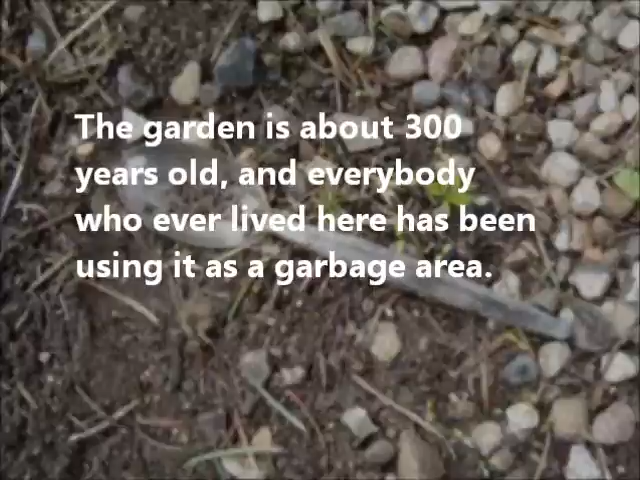 The garden is about 300
years old, and everybody
who ever lived here has been
using it as a garbage area.